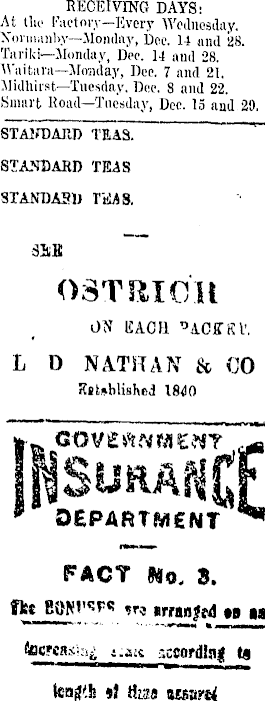 RECEIVING DAYS:
At the Factory—Every Wednesday.
Normanby—Monday, Dec. 14 and 28.
Tariki—Monday, Dec. 14 and 28.
Waitara—Monday, Dec. 7 and 21.
Midhirst—Tuesday, Dec. 8 and 22.
Smart Road—Tuesday, Dec. 15 and 29.
STANDARD TEAS.
STANDARD TEAS
STANDARD TEAS.
SEE
OSTRICH
ON EACH PACKET.
L D NATHAN & CO
Established 1840
GOVERNMENT
INSURANCE
DEPARTMENT
FACT No. 3.
The BONUSES are arranged on an
increasing scale according to
length of time assured